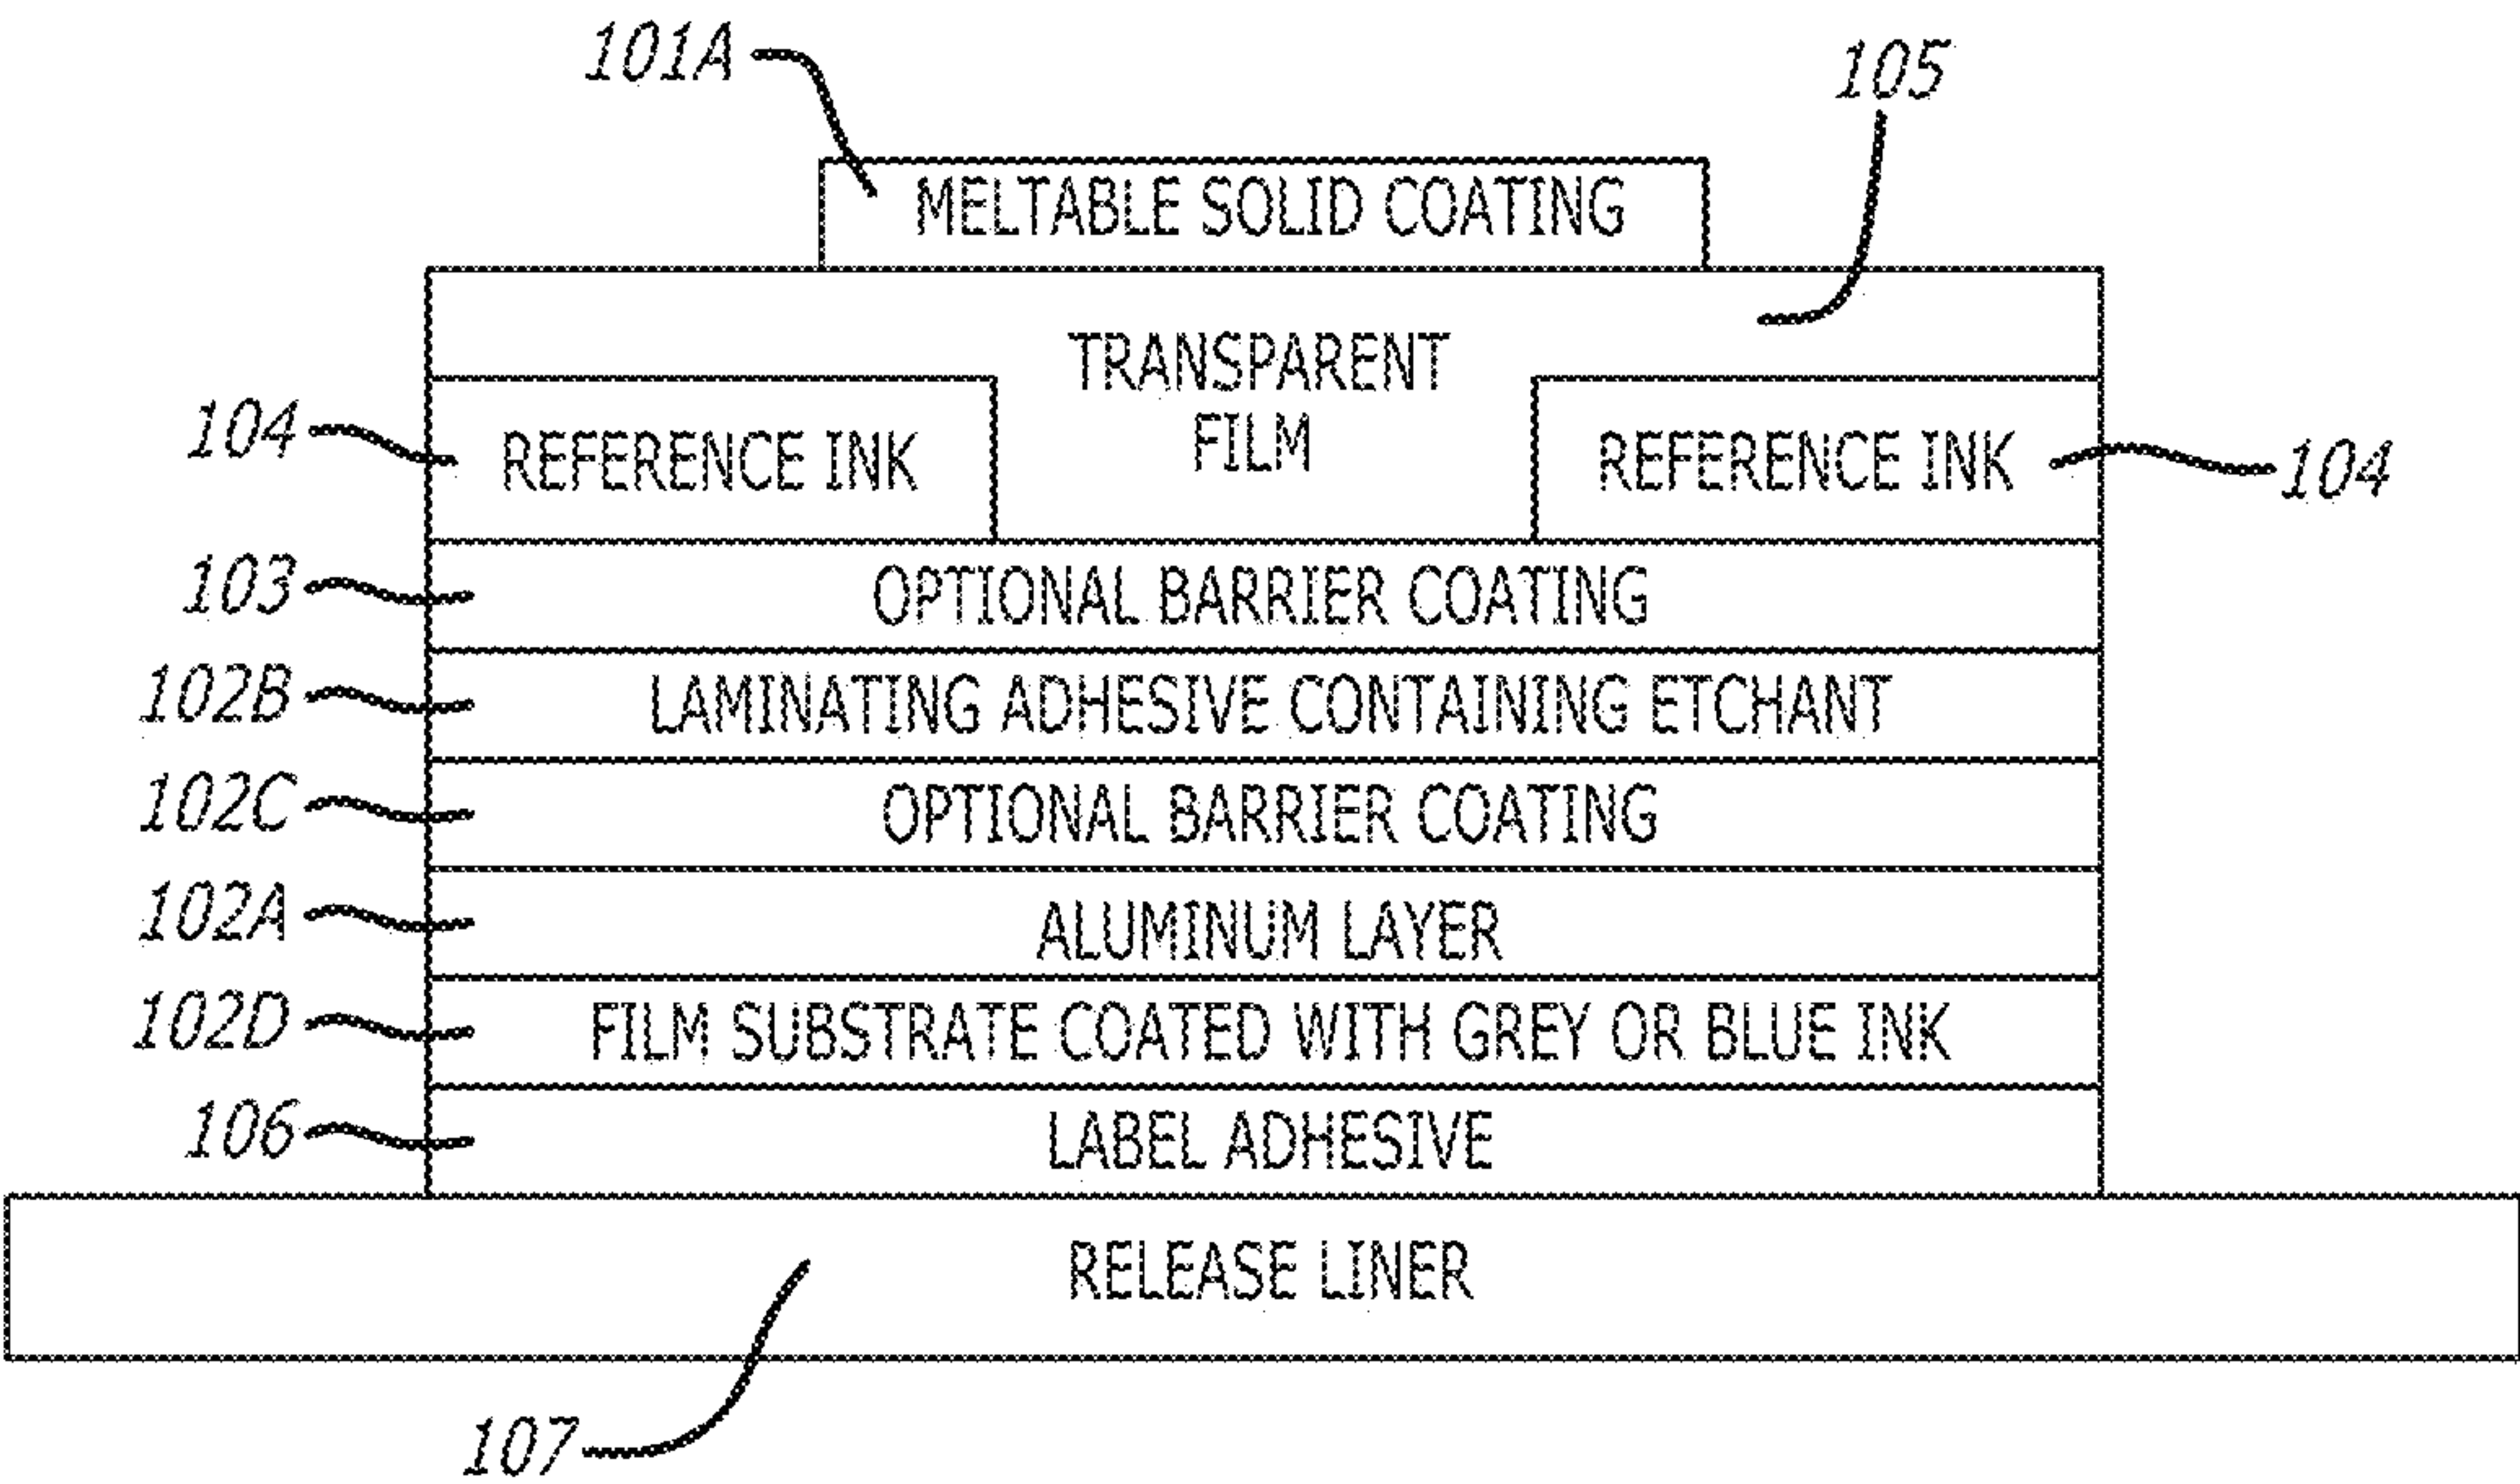 101A
105
MELTABLE SOLID COATING
TRANSPARENT
FILM
104
REFERENCE INK
REFERENCE INK
104
103
OPTIONAL BARRIER COATING
102B
LAMINATING ADHESIVE CONTAINING ETCHANT
102C
OPTIONAL BARRIER COATING
102A
ALUMINUM LAYER
102D
FILM SUBSTRATE COATED WITH GREY OR BLUE INK
106
LABEL ADHESIVE
RELEASE LINER
107